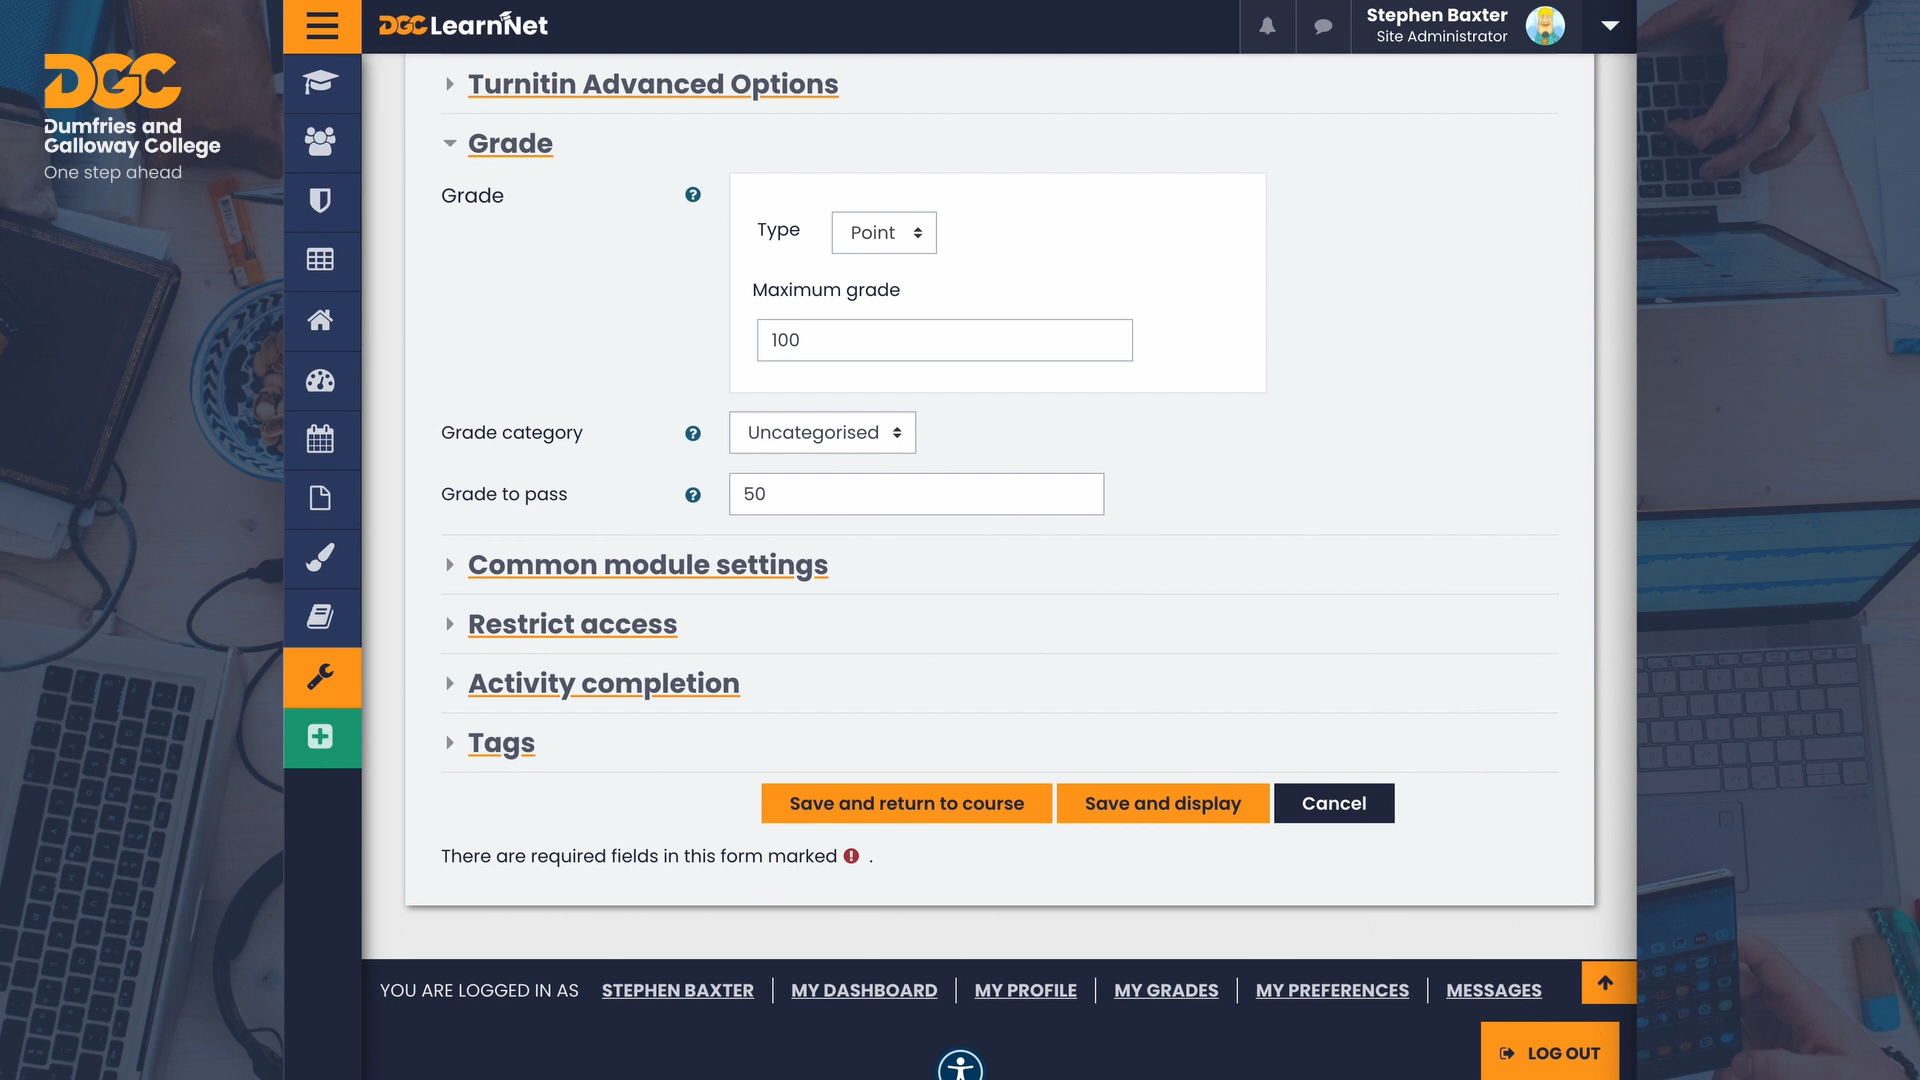 DGC
Dumfries and
Galloway College
One step ahead
DGC LearnNet
Stephen Baxter
Site Administrator
Turnitin Advanced Options
Grade
Grade
Type
Point
Maximum grade
100
Grade category
Uncategorised
Grade to pass
50
Common module settings
Restrict access
Activity completion
Tags
Save and return to course
Save and display
Cancel
There are required fields in this form marked .
YOU ARE LOGGED IN AS STEPHEN BAXTER MY DASHBOARD MY PROFILE MY GRADES MY PREFERENCES MESSAGES
LOG OUT